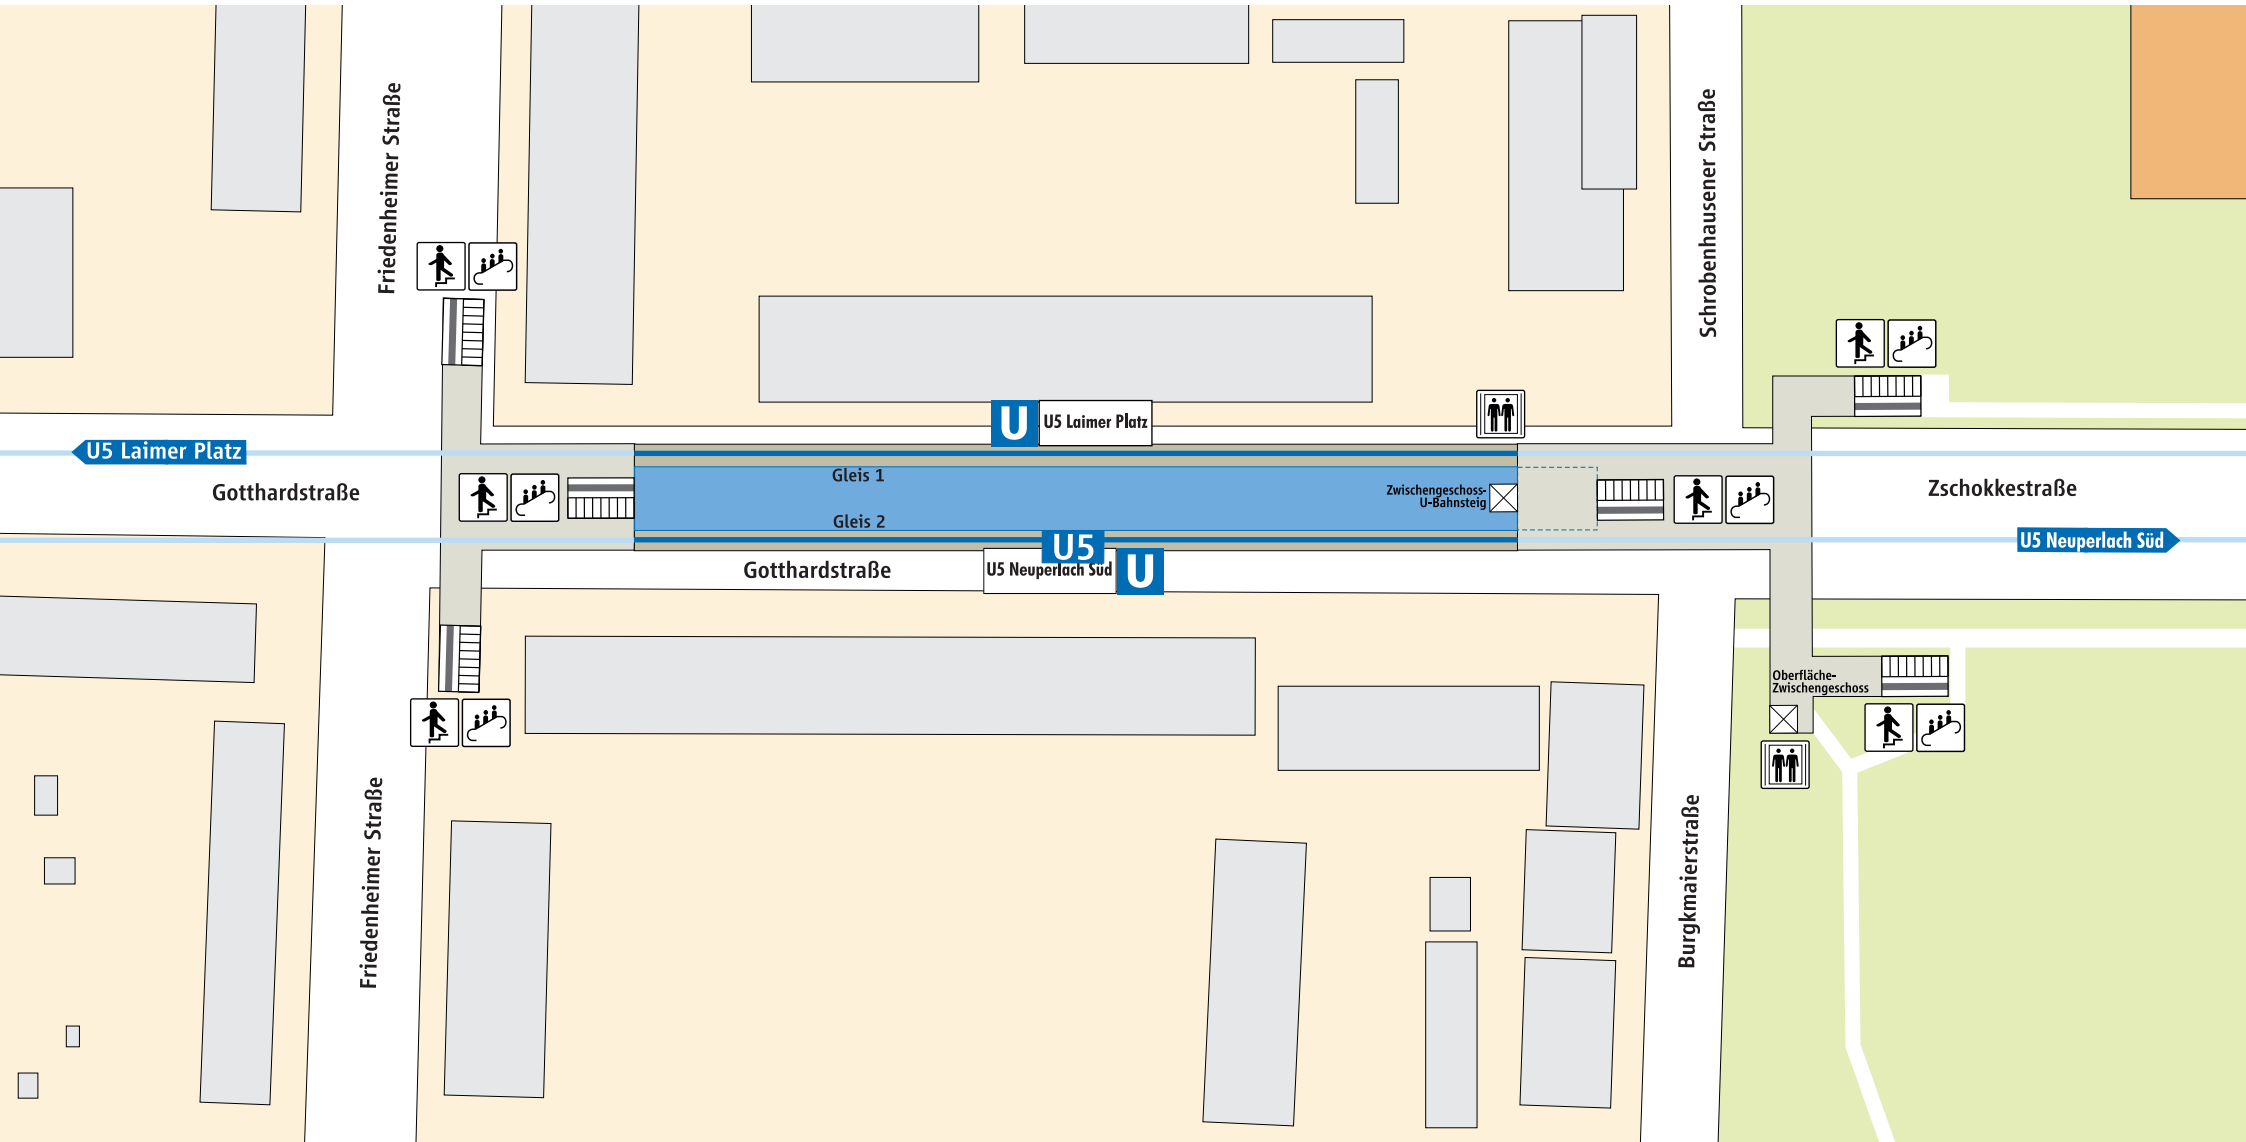 Friedenheimer Straße
Schrobenhausener Straße
U U5 Laimer Platz
U5 Laimer Platz
Gleis 1
Gotthardstraße
Zwischengeschoss-
U-Bahnsteig
Zschokkestraße
Gleis 2
U5
U5 Neuperlach Süd
Gotthardstraße
U5 Neuperlach Süd U
Oberfläche-
Zwischengeschoss
Friedenheimer Straße
Burgkmaierstraße